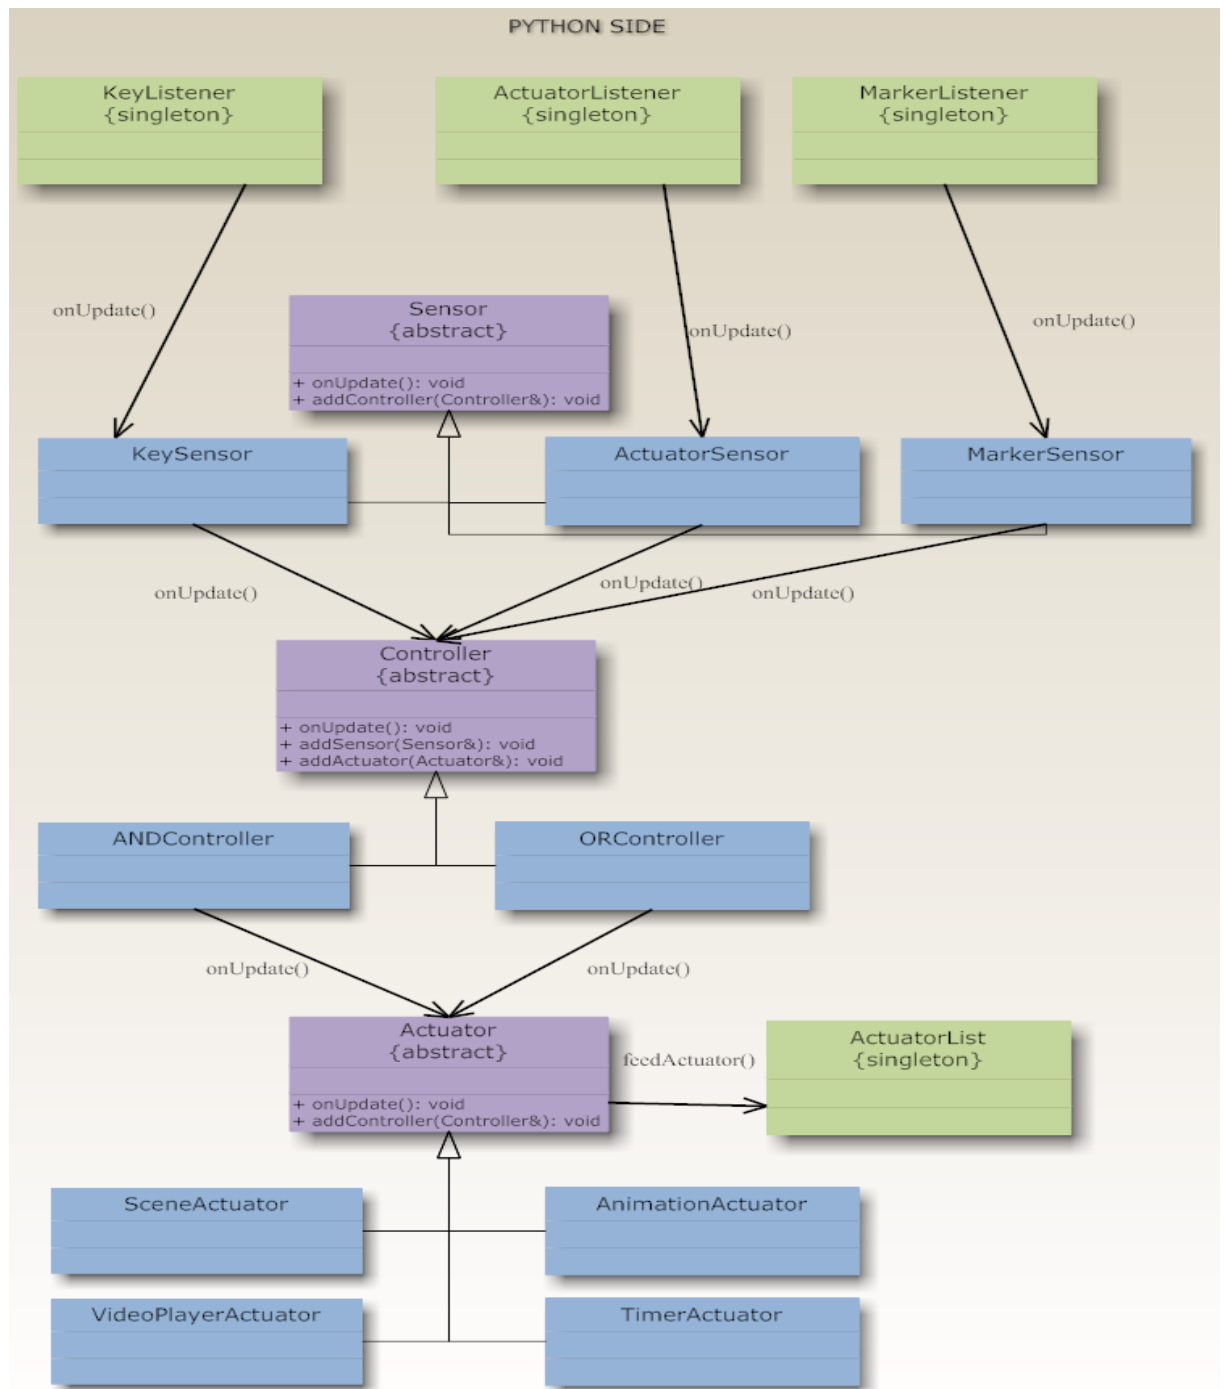 PYTHON SIDE
KeyListener
{singleton}
ActuatorListener
{singleton}
MarkerListener
{singleton}
onUpdate()
Sensor
{abstract}
+ onUpdate(): void
+ addController(Controller&): void
onUpdate()
onUpdate()
KeySensor
ActuatorSensor
MarkerSensor
onUpdate()
onUpdate()
onUpdate()
Controller
{abstract}
+ onUpdate(): void
+ addSensor(Sensor&): void
+ addActuator(Actuator&): void
ANDController
ORController
onUpdate()
onUpdate()
Actuator
{abstract}
+ onUpdate(): void
+ addController(Controller&): void
feedActuator()
ActuatorList
{singleton}
SceneActuator
AnimationActuator
VideoPlayerActuator
TimerActuator